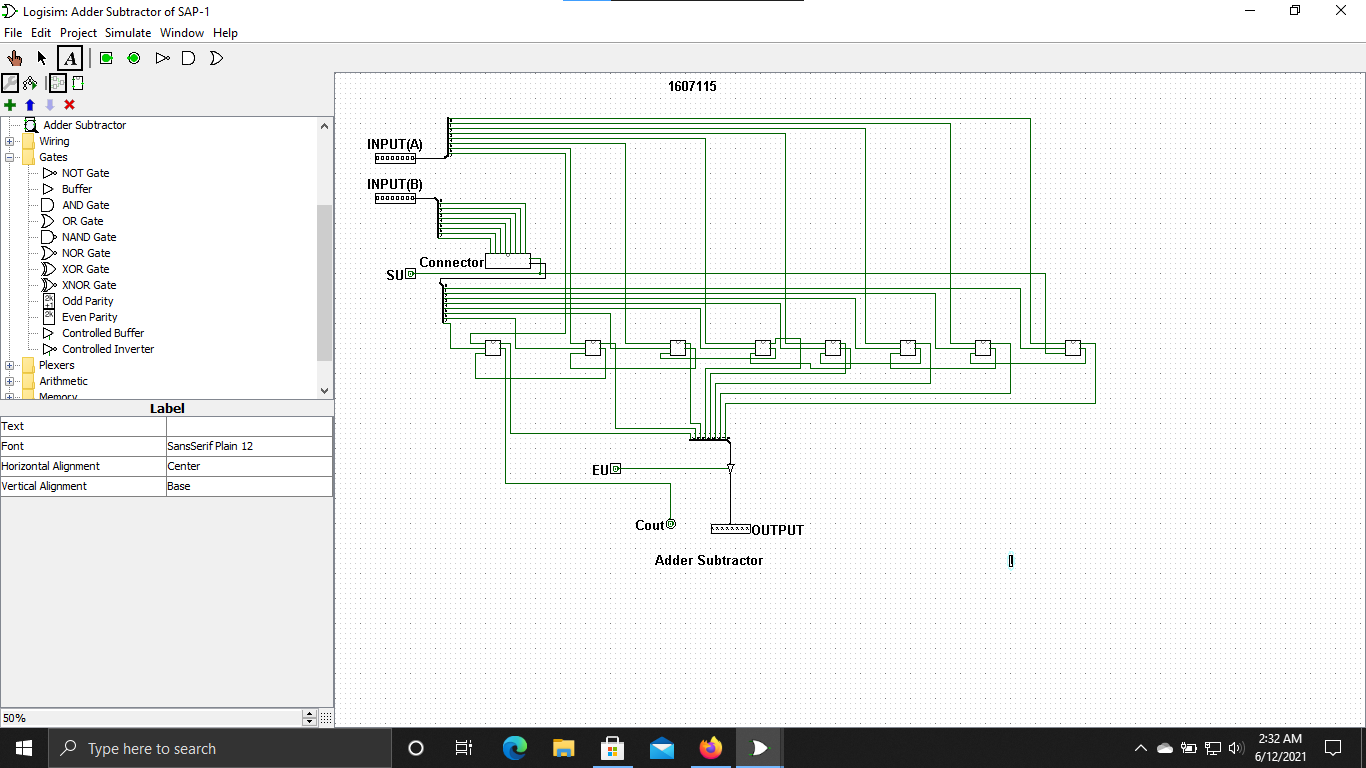 Logisim: Adder Subtractor of SAP-1
File Edit Project Simulate Window Help
A
Adder Subtractor
Wiring
Gates
NOT Gate
Buffer
AND Gate
OR Gate
NAND Gate
NOR Gate
XOR Gate
XNOR Gate
Odd Parity
Even Parity
Controlled Buffer
Controlled Inverter
Plexers
Arithmetic
Memory
Label
Text
Font SansSerif Plain 12
Horizontal Alignment Center
Vertical Alignment Base
50%
1607115
INPUT(A)
INPUT(B)
Connector
SU
EU
Cout
OUTPUT
Adder Subtractor
Type here to search
2:32 AM
6/12/2021